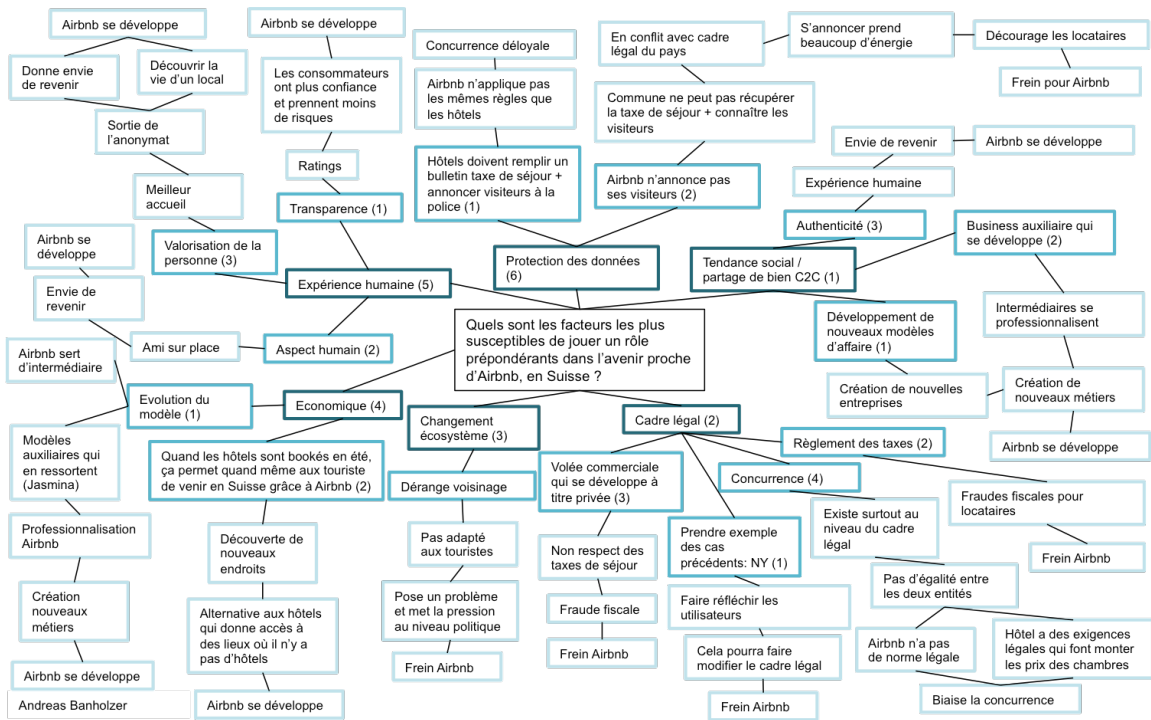 Airbnb se développe
Donne envie
de revenir
Découvrir la
vie d'un local
Sortie de
l'anonymat
Meilleur
accueil
Valorisation de la
personne (3)
Airbnb se développe
Les consommateurs
ont plus confiance
et prennent moins
de risques
Ratings
Transparence (1)
Expérience humaine (5)
Airbnb se
développe
Envie de
revenir
Ami sur place
Aspect humain (2)
Concurrence déloyale
Airbnb n'applique pas
les mêmes règles que
les hôtels
Hôtels doivent remplir un
bulletin taxe de séjour +
annoncer visiteurs à la
police (1)
Protection des données
(6)
En conflit avec cadre
légal du pays
S'annoncer prend
beaucoup d'énergie
Décourage les locataires
Frein pour Airbnb
Commune ne peut pas récupérer
la taxe de séjour + connaître les
visiteurs
Airbnb n'annonce pas
ses visiteurs (2)
Envie de revenir
Airbnb se développe
Expérience humaine
Authenticité (3)
Tendance social /
partage de bien C2C (1)
Business auxiliaire qui
se développe (2)
Intermédiaires se
professionnalisent
Développement de
nouveaux modèles
d'affaire (1)
Création de nouvelles
entreprises
Création de
nouveaux métiers
Airbnb se développe
Quels sont les facteurs les plus
susceptibles de jouer un rôle
prépondérants dans l'avenir proche
d'Airbnb, en Suisse ?
Airbnb sert
d'intermédiaire
Evolution du
modèle (1)
Economique (4)
Modèles
auxiliaires qui
en ressortent
(Jasmina)
Professionnalisation
Airbnb
Création
nouveaux
métiers
Airbnb se développe
Andreas Banholzer
Quand les hôtels sont bookés en été,
ça permet quand même aux touriste
de venir en Suisse grâce à Airbnb (2)
Découverte de
nouveaux
endroits
Alternative aux hôtels
qui donne accès à
des lieux où il n'y a
pas d'hôtels
Airbnb se développe
Changement
écosystème (3)
Dérange voisinage
Pas adapté
aux touristes
Pose un problème
et met la pression
au niveau politique
Frein Airbnb
Cadre légal (2)
Volée commerciale
qui se développe à
titre privée (3)
Non respect des
taxes de séjour
Fraude fiscale
Frein Airbnb
Prendre exemple
des cas
précédents: NY (1)
Faire réfléchir les
utilisateurs
Cela pourra faire
modifier le cadre légal
Frein Airbnb
Concurrence (4)
Existe surtout au
niveau du cadre
légal
Pas d'égalité entre
les deux entités
Airbnb n'a pas
de norme légale
Hôtel a des exigences
légales qui font monter
les prix des chambres
Biaise la concurrence
Règlement des taxes (2)
Fraudes fiscales pour
locataires
Frein Airbnb